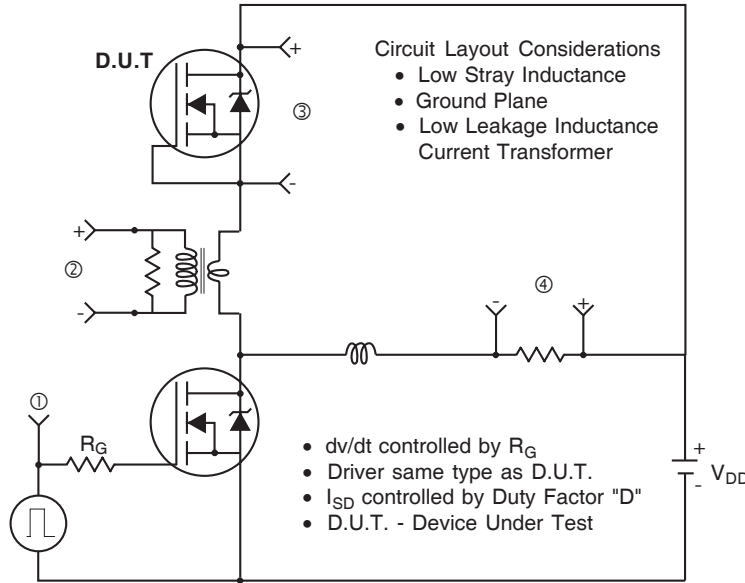 D.U.T
+
Circuit Layout Considerations
• Low Stray Inductance
③
• Ground Plane
• Low Leakage Inductance
Current Transformer
-
+
②
-
④
-
+
①
R_G
• dv/dt controlled by R_G
• Driver same type as D.U.T.
• I_SD controlled by Duty Factor "D"
• D.U.T. - Device Under Test
+
V_DD
-